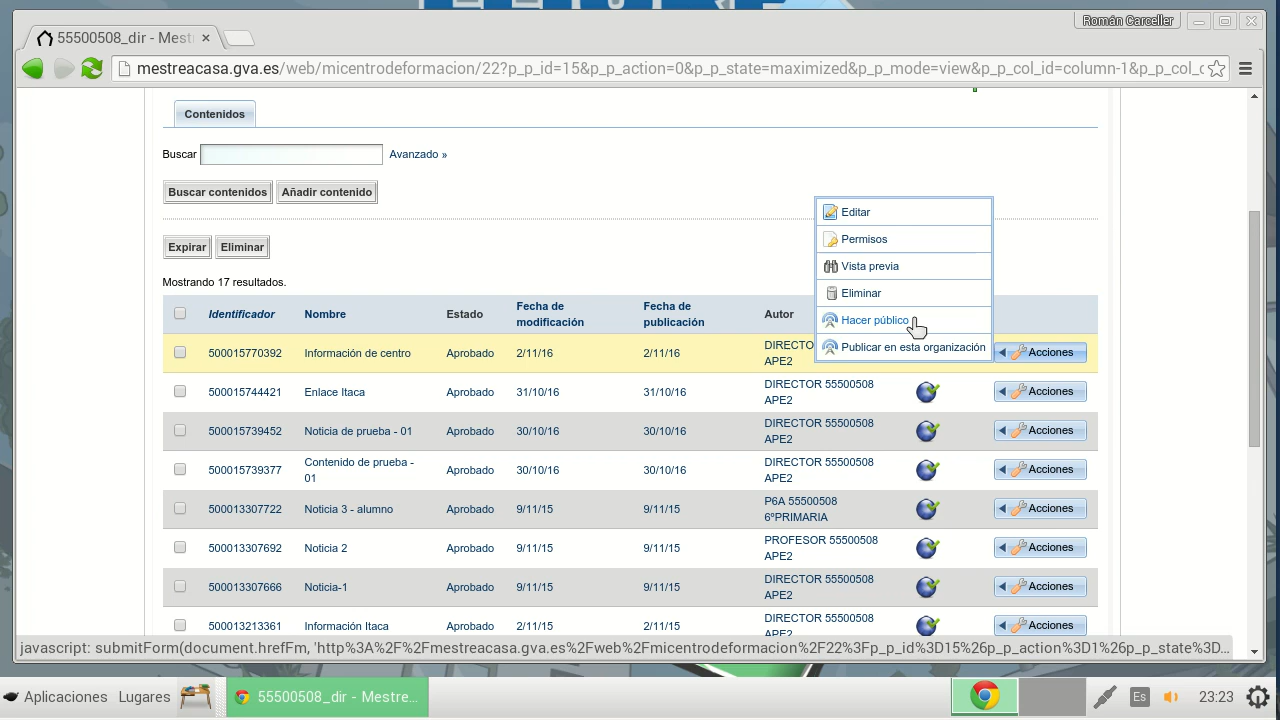 Román Carceller
55500508_dir - Mestr
mestreacasa.gva.es/web/micentrodeformacion/22?p_p_id=15&p_p_action=0&p_p_state=maximized&p_p_mode=view&p_p_col_id=column-1&p_p_col_c
Contenidos
Buscar Avanzado »
Buscar contenidos Añadir contenido
Editar
Permisos
Vista previa
Eliminar
Hacer público
Publicar en esta organización
Expirar Eliminar
Mostrando 17 resultados.
Identificador Nombre Estado Fecha de modificación Fecha de publicación Autor
500015770392 Información de centro Aprobado 2/11/16 2/11/16 DIRECTO
APE2 Acciones
500015744421 Enlace Itaca Aprobado 31/10/16 31/10/16 DIRECTOR 55500508
APE2 Acciones
500015739452 Noticia de prueba - 01 Aprobado 30/10/16 30/10/16 DIRECTOR 55500508
APE2 Acciones
500015739377 Contenido de prueba - 01 Aprobado 30/10/16 30/10/16 DIRECTOR 55500508
APE2 Acciones
500013307722 Noticia 3 - alumno Aprobado 9/11/15 9/11/15 P6A 55500508
6ºPRIMARIA Acciones
500013307692 Noticia 2 Aprobado 9/11/15 9/11/15 PROFESOR 55500508
APE2 Acciones
500013307666 Noticia-1 Aprobado 9/11/15 9/11/15 DIRECTOR 55500508
APE2 Acciones
500013213361 Información Itaca Aprobado 2/11/15 2/11/15 DIRECTOR 55500508
APE2 Acciones
javascript: submitForm(document.hrefFm, 'http%3A%2F%2Fmestreacasa.gva.es%2Fweb%2Fmicentrodeformacion%2F22%3Fp_p_id%3D15%26p_p_action%3D1%26p_p_state%3D...
Aplicaciones Lugares 55500508_dir - Mestre... Es 23:23